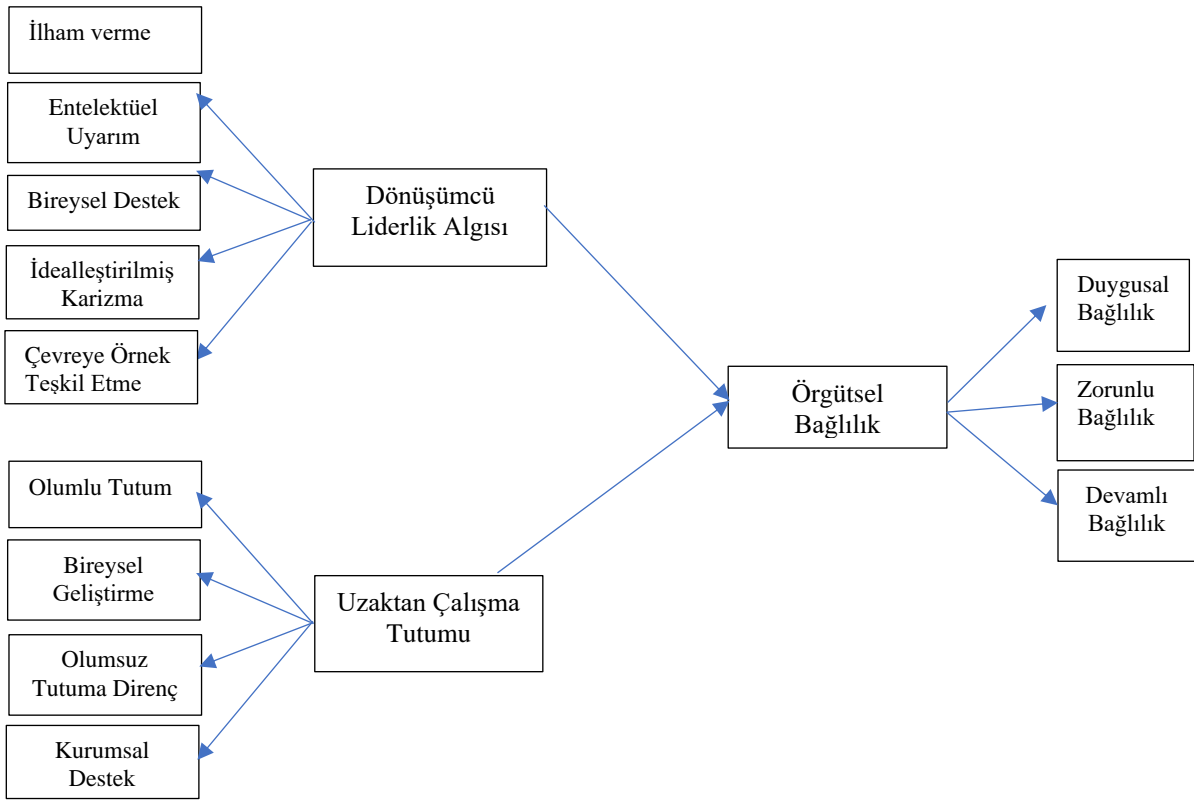 İlham verme
Entelektüel
Uyarım
Bireysel Destek
İdealleştirilmiş
Karizma
Çevreye Örnek
Teşkil Etme
Dönüşümcü
Liderlik Algısı
Olumlu Tutum
Bireysel
Geliştirme
Olumsuz
Tutuma Direnç
Kurumsal
Destek
Uzaktan Çalışma
Tutumu
Örgütsel
Bağlılık
Duygusal
Bağlılık
Zorunlu
Bağlılık
Devamlı
Bağlılık